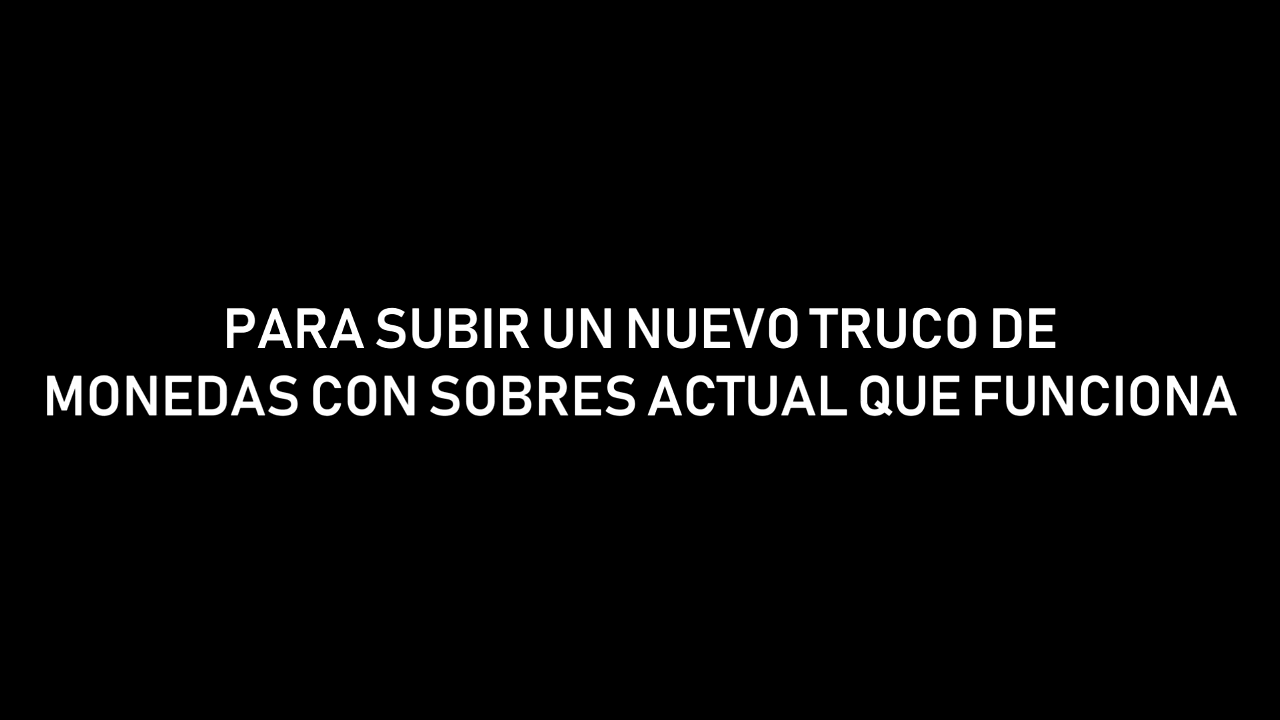 PARA SUBIR UN NUEVO TRUCO DE
MONEDAS CON SOBRES ACTUAL QUE FUNCIONA